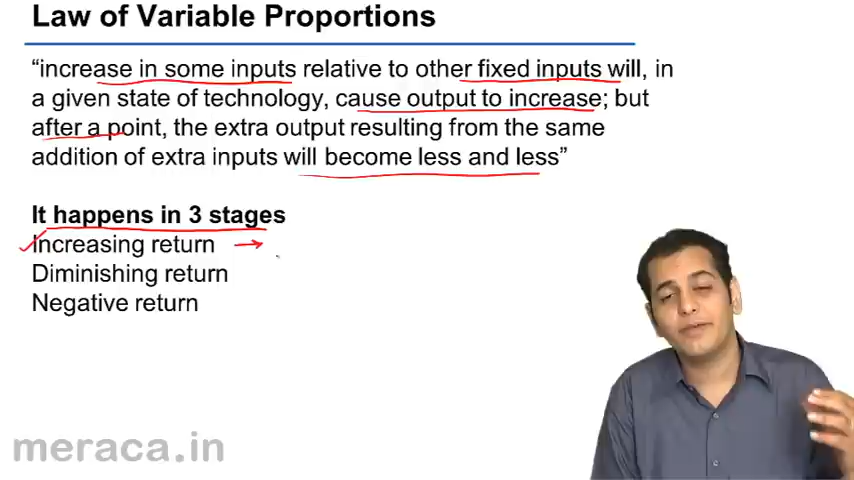 Law of Variable Proportions
“increase in some inputs relative to other fixed inputs will, in
a given state of technology, cause output to increase; but
after a point, the extra output resulting from the same
addition of extra inputs will become less and less”
It happens in 3 stages
Increasing return
Diminishing return
Negative return
meraca.in